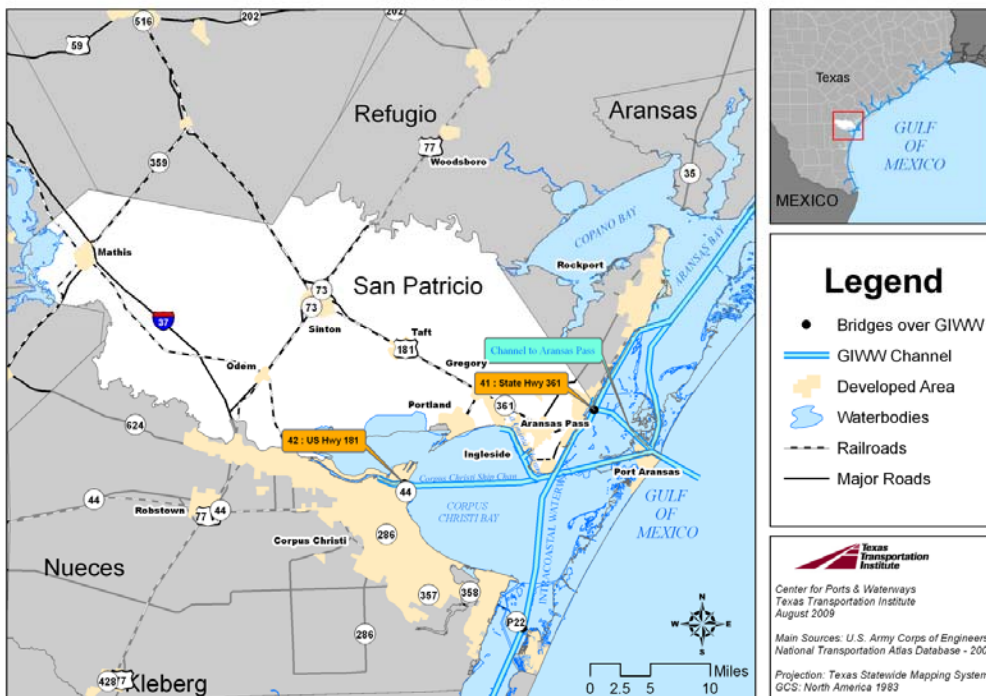 516
202
59
Refugio
Aransas
77
Woodsboro
359
35
COPANO BAY
ARANSAS BAY
Mathis
Rockport
37
San Patricio
73
73
Sinton
Taft
181
Channel to Aransas Pass
Gregory
41 : State Hwy 361
Odem
Portland
361
Aransas Pass
624
42 : US Hwy 181
Ingleside
Corpus Christi Ship Chan
Port Aransas
44
44
CORPUS
CHRISTI BAY
INTRACOASTAL WATERWAY
GULF
OF
MEXICO
Robstown
77
44
Corpus Christi
286
Nueces
357
358
286
P22
N
W
E
S
428
77
Kleberg
Miles
0 2.5 5 10
Texas
GULF
OF
MEXICO
MEXICO
Legend
Bridges over GIWW
GIWW Channel
Developed Area
Waterbodies
Railroads
Major Roads
Texas
Transportation
Institute
Center for Ports & Waterways
Texas Transportation Institute
August 2009
Main Sources: U.S. Army Corps of Engineers
National Transportation Atlas Database - 200
Projection: Texas Statewide Mapping System
GCS: North America 1983